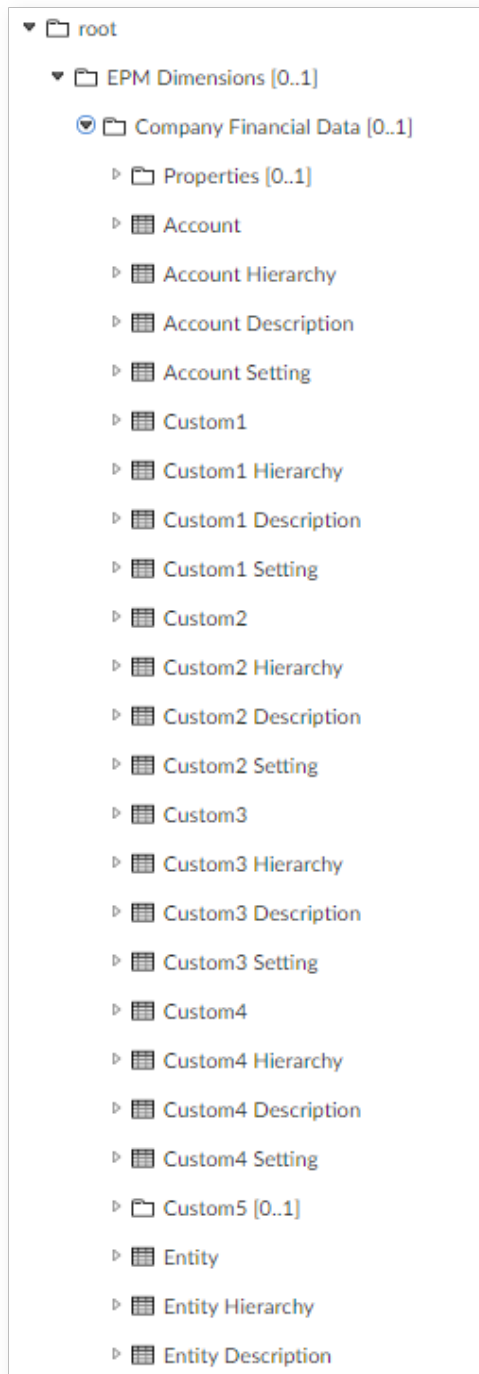 root
EPM Dimensions [0..1]
Company Financial Data [0..1]
Properties [0..1]
Account
Account Hierarchy
Account Description
Account Setting
Custom1
Custom1 Hierarchy
Custom1 Description
Custom1 Setting
Custom2
Custom2 Hierarchy
Custom2 Description
Custom2 Setting
Custom3
Custom3 Hierarchy
Custom3 Description
Custom3 Setting
Custom4
Custom4 Hierarchy
Custom4 Description
Custom4 Setting
Custom5 [0..1]
Entity
Entity Hierarchy
Entity Description